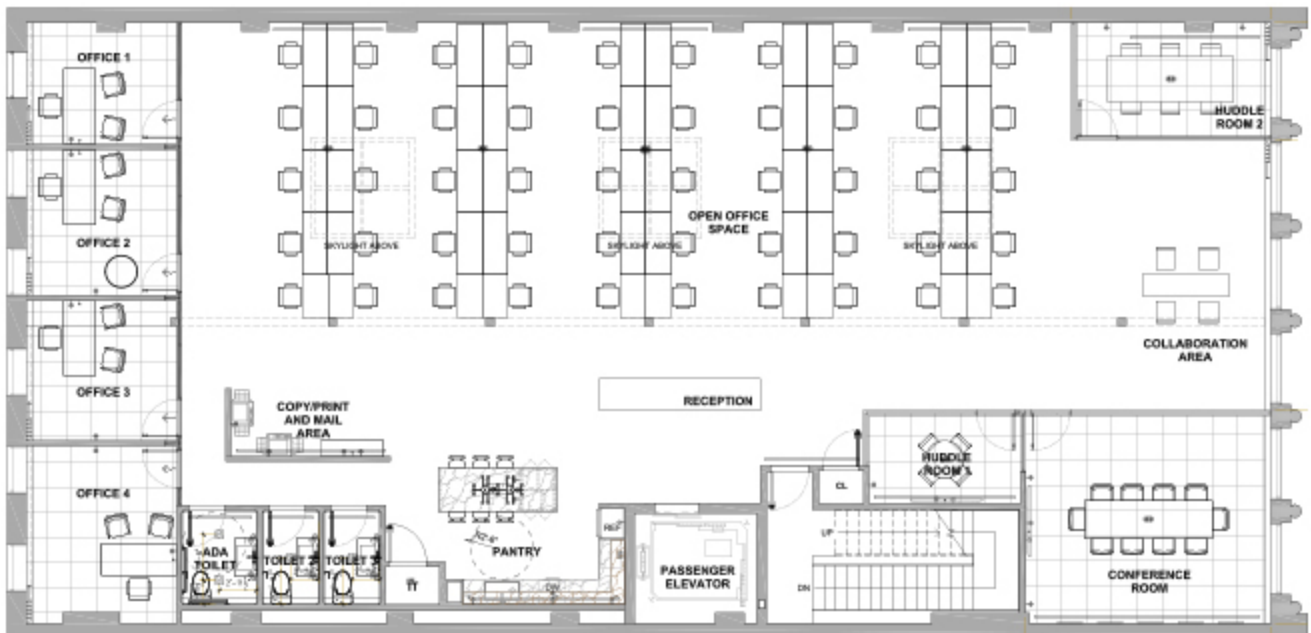 OFFICE 1
HUDDLE
ROOM 2
OPEN OFFICE
SPACE
OFFICE 2
SKYLIGHT ABOVE
SKYLIGHT ABOVE
SKYLIGHT ABOVE
COLLABORATION
AREA
OFFICE 3
RECEPTION
COPY/PRINT
AND MAIL
AREA
HUDDLE
ROOM 1
CL
OFFICE 4
REF
UP
PANTRY
ADA
TOILET
TOILET
TOILET
PASSENGER
ELEVATOR
DN
DW
CONFERENCE
ROOM